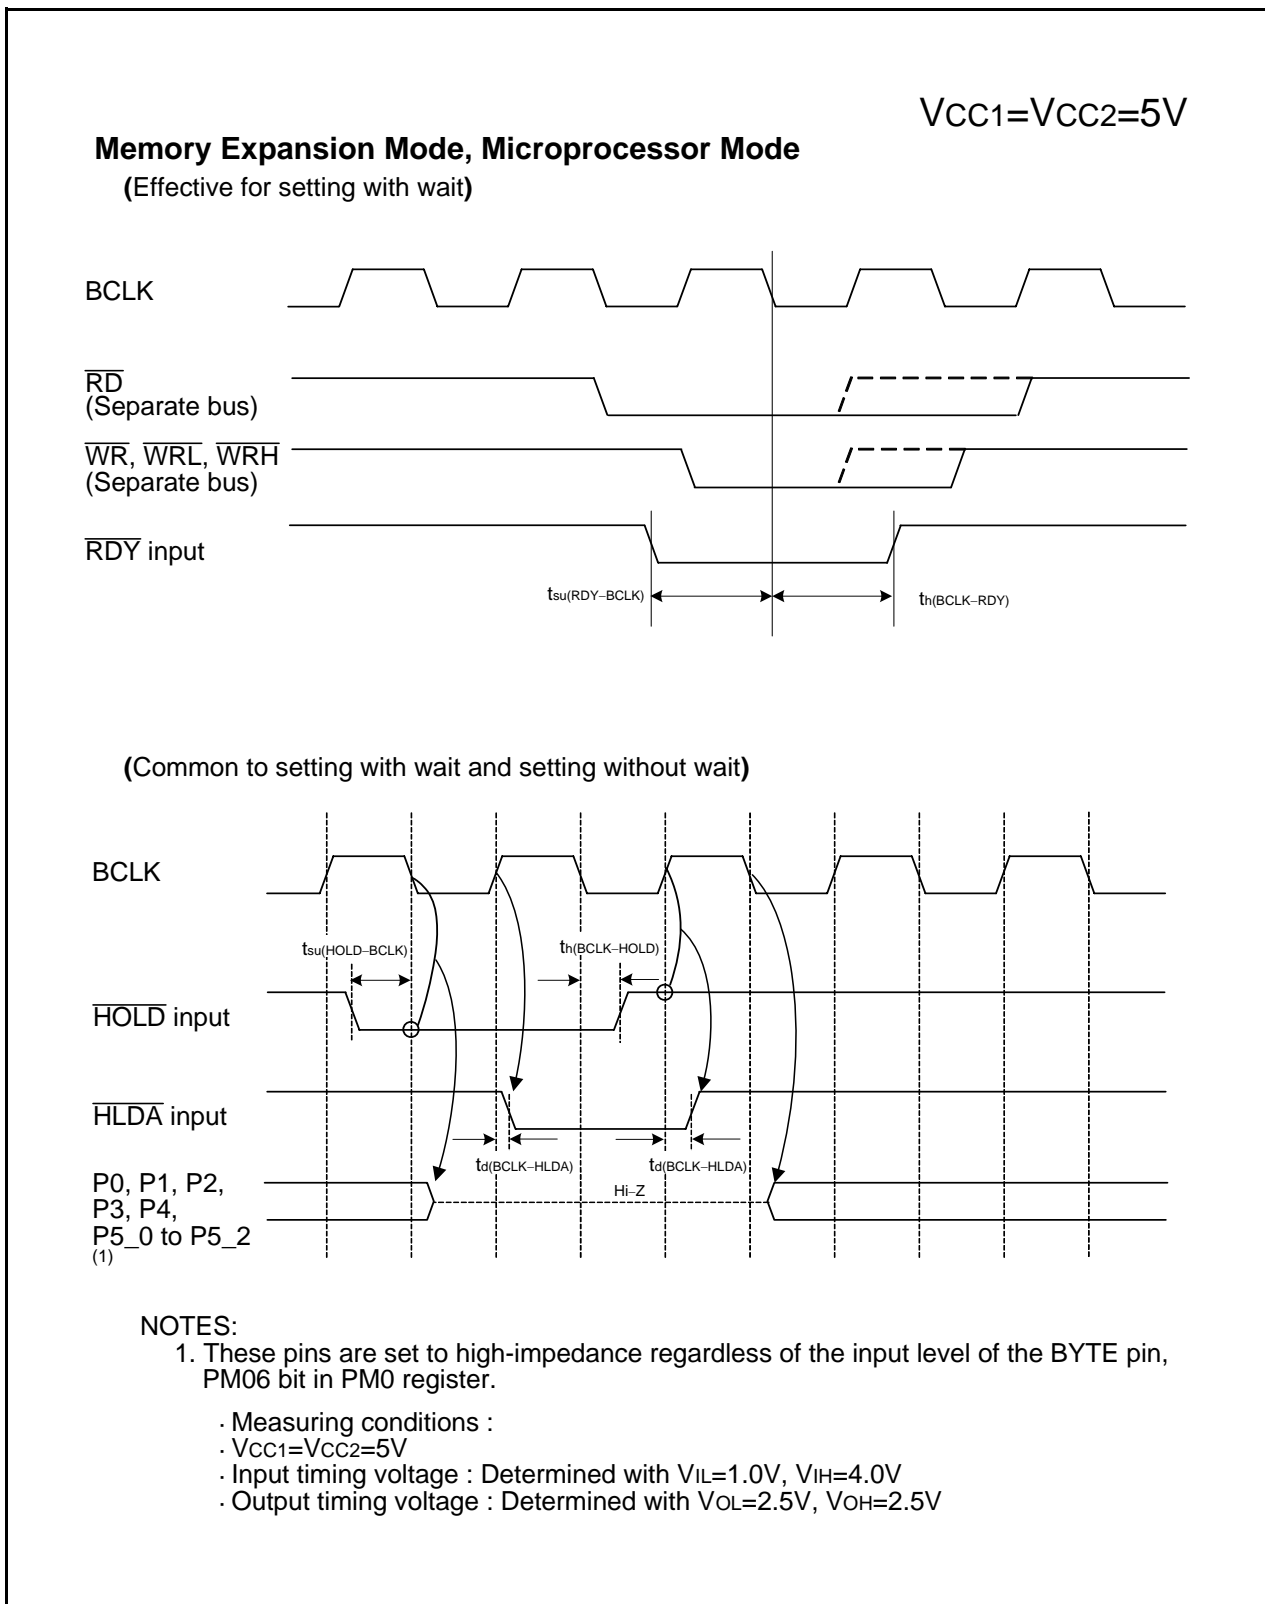 VCC1=VCC2=5V
Memory Expansion Mode, Microprocessor Mode
(Effective for setting with wait)
BCLK
RD
(Separate bus)
WR, WRL, WRH
(Separate bus)
RDY input
tsu(RDY−BCLK)
th(BCLK−RDY)
(Common to setting with wait and setting without wait)
BCLK
tsu(HOLD−BCLK)
th(BCLK−HOLD)
HOLD input
HLDA input
td(BCLK−HLDA)
td(BCLK−HLDA)
P0, P1, P2,
P3, P4,
P5_0 to P5_2
(1)
Hi−Z
NOTES:
1. These pins are set to high-impedance regardless of the input level of the BYTE pin,
PM06 bit in PM0 register.
· Measuring conditions :
· VCC1=VCC2=5V
· Input timing voltage : Determined with VIL=1.0V, VIH=4.0V
· Output timing voltage : Determined with VOL=2.5V, VOH=2.5V